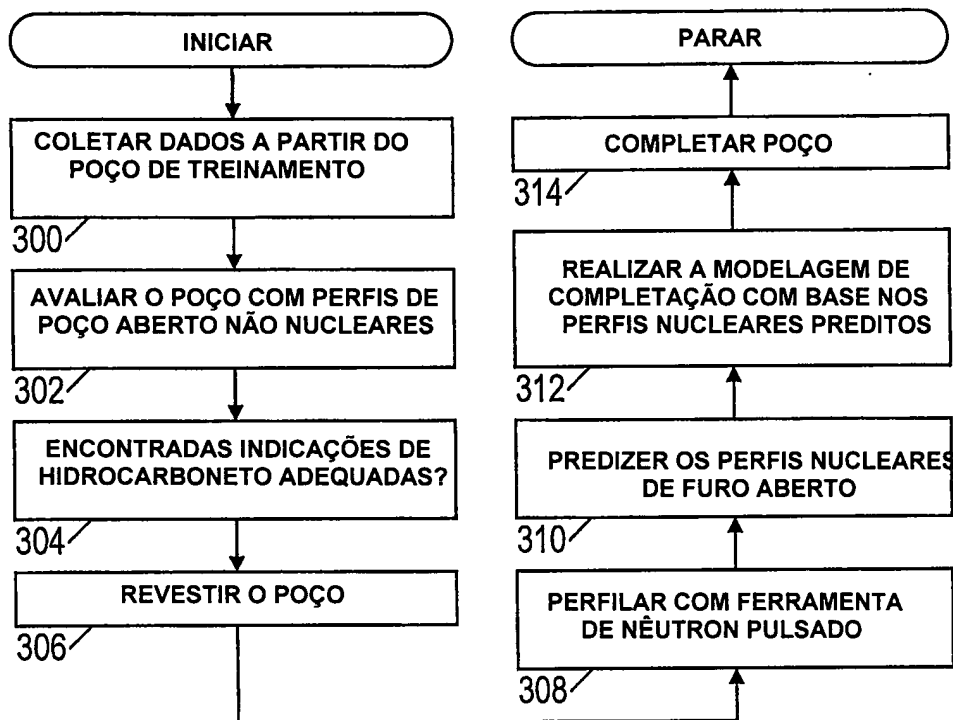 INICIAR
COLETAR DADOS A PARTIR DO
POÇO DE TREINAMENTO
300
AVALIAR O POÇO COM PERFIS DE
POÇO ABERTO NÃO NUCLEARES
302
ENCONTRADAS INDICAÇÕES DE
HIDROCARBONETO ADEQUADAS?
304
REVESTIR O POÇO
306
PERFILAR COM FERRAMENTA
DE NÊUTRON PULSADO
308
PREDIZER OS PERFIS NUCLEARES
DE FURO ABERTO
310
REALIZAR A MODELAGEM DE
COMPLETAÇÃO COM BASE NOS
PERFIS NUCLEARES PREDITOS
312
COMPLETAR POÇO
314
PARAR